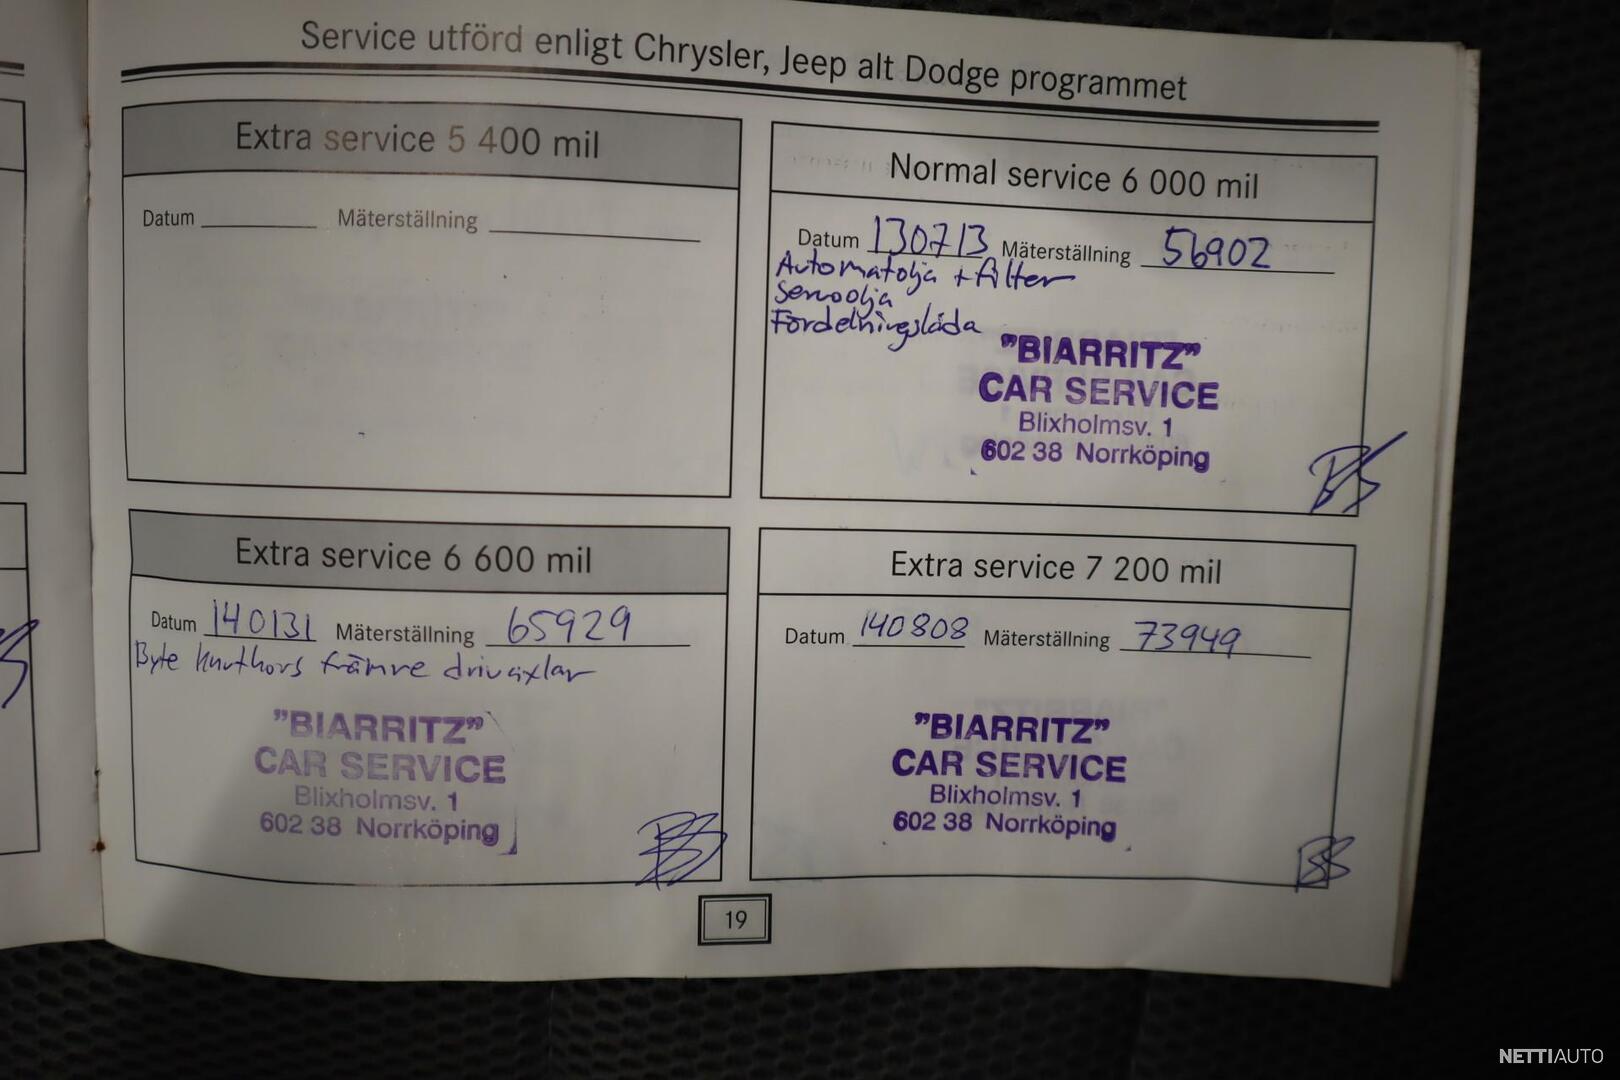 Service utförd enligt Chrysler, Jeep alt Dodge programmet
Extra service 5 400 mil
Datum Mäterställning
Normal service 6 000 mil
Datum 130713 Mäterställning 56902
Automatolja + filter
Servoolja
Fördelningslåda
"BIARRITZ"
CAR SERVICE
Blixholmsv. 1
602 38 Norrköping
Extra service 6 600 mil
Datum 140131 Mäterställning 65929
Byte främre drivaxlar
"BIARRITZ"
CAR SERVICE
Blixholmsv. 1
602 38 Norrköping
Extra service 7 200 mil
Datum 140808 Mäterställning 73949
"BIARRITZ"
CAR SERVICE
Blixholmsv. 1
602 38 Norrköping
19
NETTIAUTO